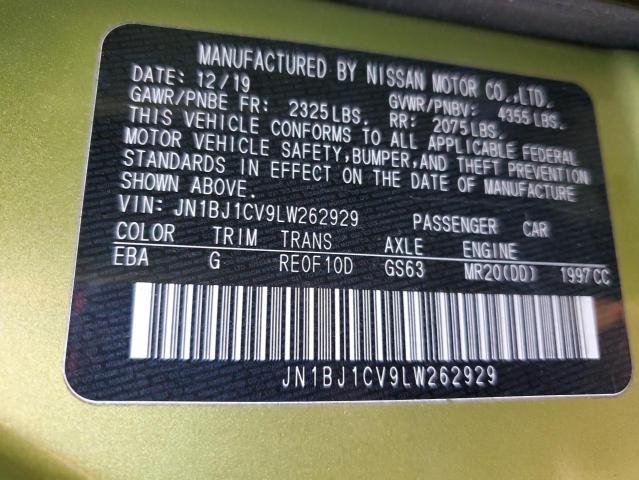 MANUFACTURED BY NISSAN MOTOR CO.,LTD.
DATE: 12/19 GVWR/PNBV: 4355 LBS.
GAWR/PNBE FR: 2325 LBS. RR: 2075 LBS.
THIS VEHICLE CONFORMS TO ALL APPLICABLE FEDERAL
MOTOR VEHICLE SAFETY, BUMPER, AND THEFT PREVENTION
STANDARDS IN EFFECT ON THE DATE OF MANUFACTURE
SHOWN ABOVE.
VIN: JN1BJ1CV9LW262929 PASSENGER CAR
COLOR TRIM TRANS AXLE ENGINE
EBA G RE0F10D GS63 MR20(DD) 1997 CC
JN1BJ1CV9LW262929